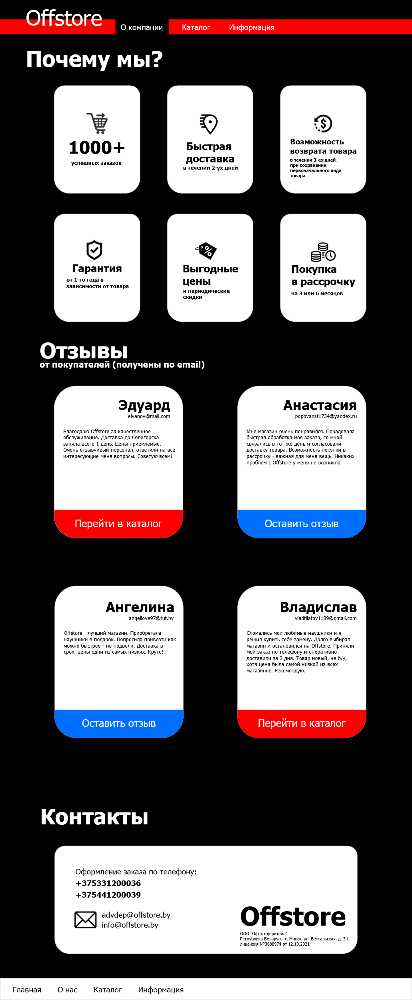 Offstore
О компании
Каталог
Информация
Почему мы?
1000+
успешных заказов
Быстрая
доставка
в течении 2-ух дней
Возможность
возврата товара
в течении 3-ех дней,
при сохранении
первоначального вида
товара
Гарантия
от 1-го года в
зависимости от товара
Выгодные
цены
и периодические
скидки
Покупка
в рассрочку
на 3 или 6 месяцев
Отзывы
от покупателей (получены по email)
Эдуард
eivanov@mail.com
Благодарю Offstore за качественное
обслуживание. Доставка до Солигорска
заняла всего 1 день. Цены приемлемые.
Очень отзывчивый персонал, ответили на все
интересующие меня вопросы. Советую всем!
Перейти в каталог
Анастасия
popovanst1734@yandex.ru
Мне магазин очень понравился. Порадовала
быстрая обработка моя заказа, со мной
связались в тот же день и согласовали
доставку товара. Возможность покупки в
рассрочку - важная для меня вещь. Никаких
проблем с Offstore у меня не возникло.
Оставить отзыв
Ангелина
angellove97@tut.by
Offstore - лучший магазин. Приобретала
наушники в подарок. Попросила привезти как
можно быстрее - не подвели. Доставка в
срок, цены одни из самых низких. Круто!
Оставить отзыв
Владислав
vladfilatov1189@gmail.com
Сломались мои любимые наушники и я
решил купить себе замену. Долго выбирал
магазин и остановился на Offstore. Приняли
мой заказ по телефону и оперативно
доставили за 3 дня. Товар новый, не б/у,
хотя цена была самой низкой из всех
магазинов. Рекомендую.
Перейти в каталог
Контакты
Оформление заказа по телефону:
+375331200036
+375441200039
advdep@offstore.by
info@offstore.by
Offstore
ООО "Оффстор-ритейл"
Республика Беларусь, г. Минск, ул. Бенгальская, д. 34
лицензия №3688974 от 12.10.2021
Главная
О нас
Каталог
Информация